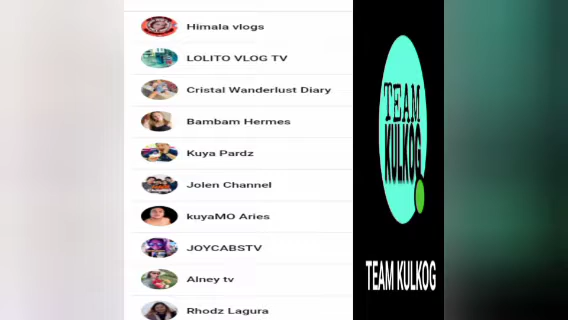 Himala vlogs
LOLITO VLOG TV
Cristal Wanderlust Diary
Bambam Hermes
Kuya Pardz
Jolen Channel
kuyaMO Aries
JOYCABSTV
Alney tv
Rhodz Lagura
TEAM
KULKOG
TEAM KULKOG